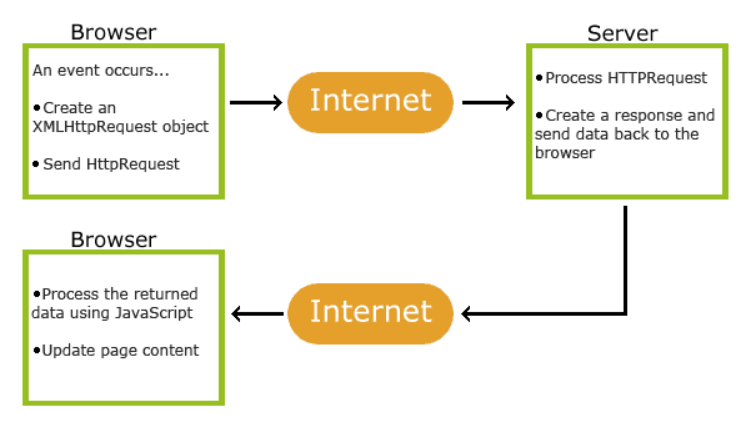 Browser
An event occurs...
•Create an
XMLHttpRequest object
• Send HttpRequest
Internet
Server
•Process HTTPRequest
•Create a response and
send data back to the
browser
Browser
•Process the returned
data using JavaScript
•Update page content
Internet